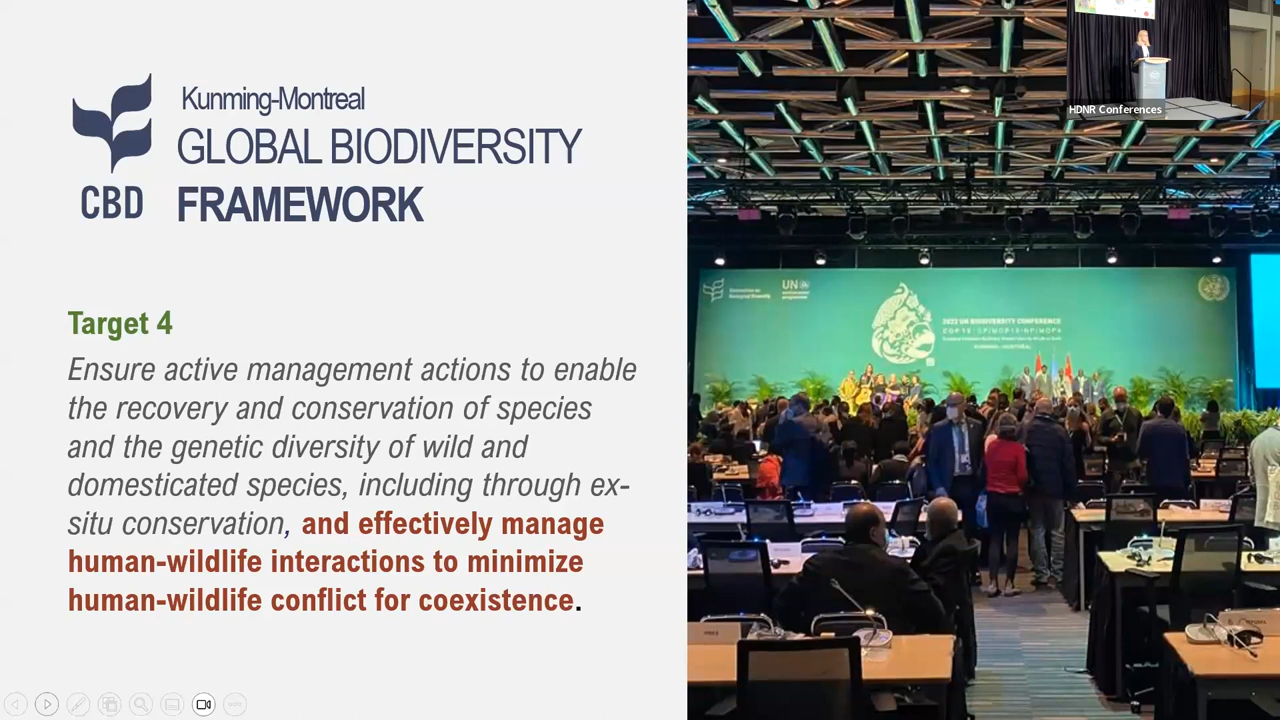 Kunming-Montreal
GLOBAL BIODIVERSITY
FRAMEWORK
CBD
Target 4
Ensure active management actions to enable
the recovery and conservation of species
and the genetic diversity of wild and
domesticated species, including through ex-
situ conservation, and effectively manage
human-wildlife interactions to minimize
human-wildlife conflict for coexistence.
HDNR Conferences
UN
2022 UN BIODIVERSITY CONFERENCE